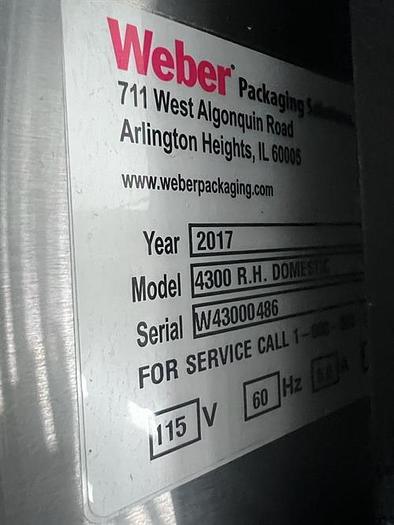 Weber® Packaging Solutions
711 West Algonquin Road
Arlington Heights, IL 60005
www.weberpackaging.com
Year 2017
Model 4300 R.H. DOMESTIC
Serial W43000486
FOR SERVICE CALL 1-
115 V 60 Hz A